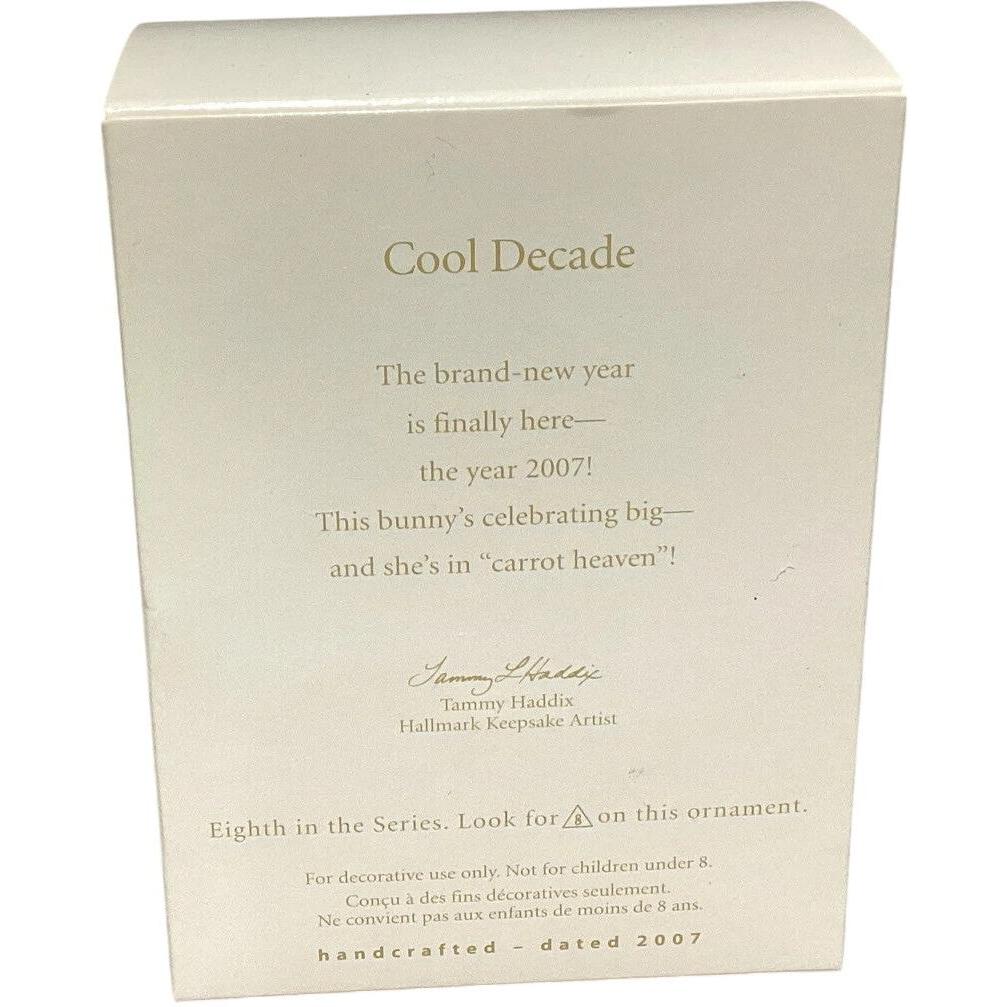 Cool Decade
The brand-new year
is finally here—
the year 2007!
This bunny's celebrating big—
and she's in “carrot heaven”!
Tammy L Haddix
Tammy Haddix
Hallmark Keepsake Artist
Eighth in the Series. Look for 8 on this ornament.
For decorative use only. Not for children under 8.
Conçu à des fins décoratives seulement.
Ne convient pas aux enfants de moins de 8 ans.
handcrafted – dated 2007